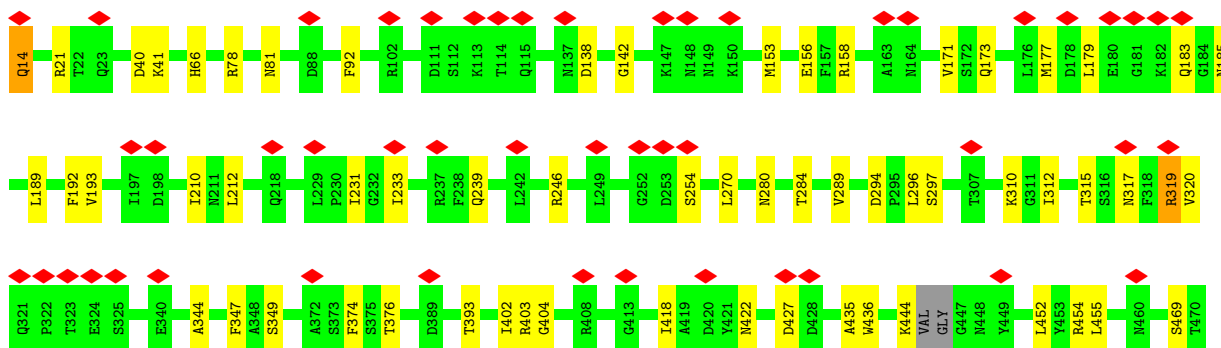 Q14 R21 T22 Q23 D40 K41 H66 R78 N81 D88 F92 R102 D111 S112 K113 T114 Q115 N137 D138 G142 K147 N148 N149 K150 M153 E156 F157 R158 A163 N164 V171 S172 Q173 L176 M177 D178 L179 E180 G181 K182 Q183 G184 N185
L189 F192 V193 I197 D198 I210 N211 L212 Q218 L229 P230 I231 G232 I233 R237 F238 Q239 L242 R246 L249 G252 D253 S254 L270 N280 T284 V289 D294 P295 L296 S297 T307 K310 G311 I312 T315 S316 N317 F318 R319 V320
Q321 P322 T323 E324 S325 E340 A344 F347 A348 S349 A372 S373 F374 S375 T376 D389 T393 I402 R403 G404 R408 G413 I418 A419 D420 Y421 N422 D427 D428 A435 W436 K444 VAL GLY G447 N448 Y449 L452 Y453 R454 L455 N460 S469 T470